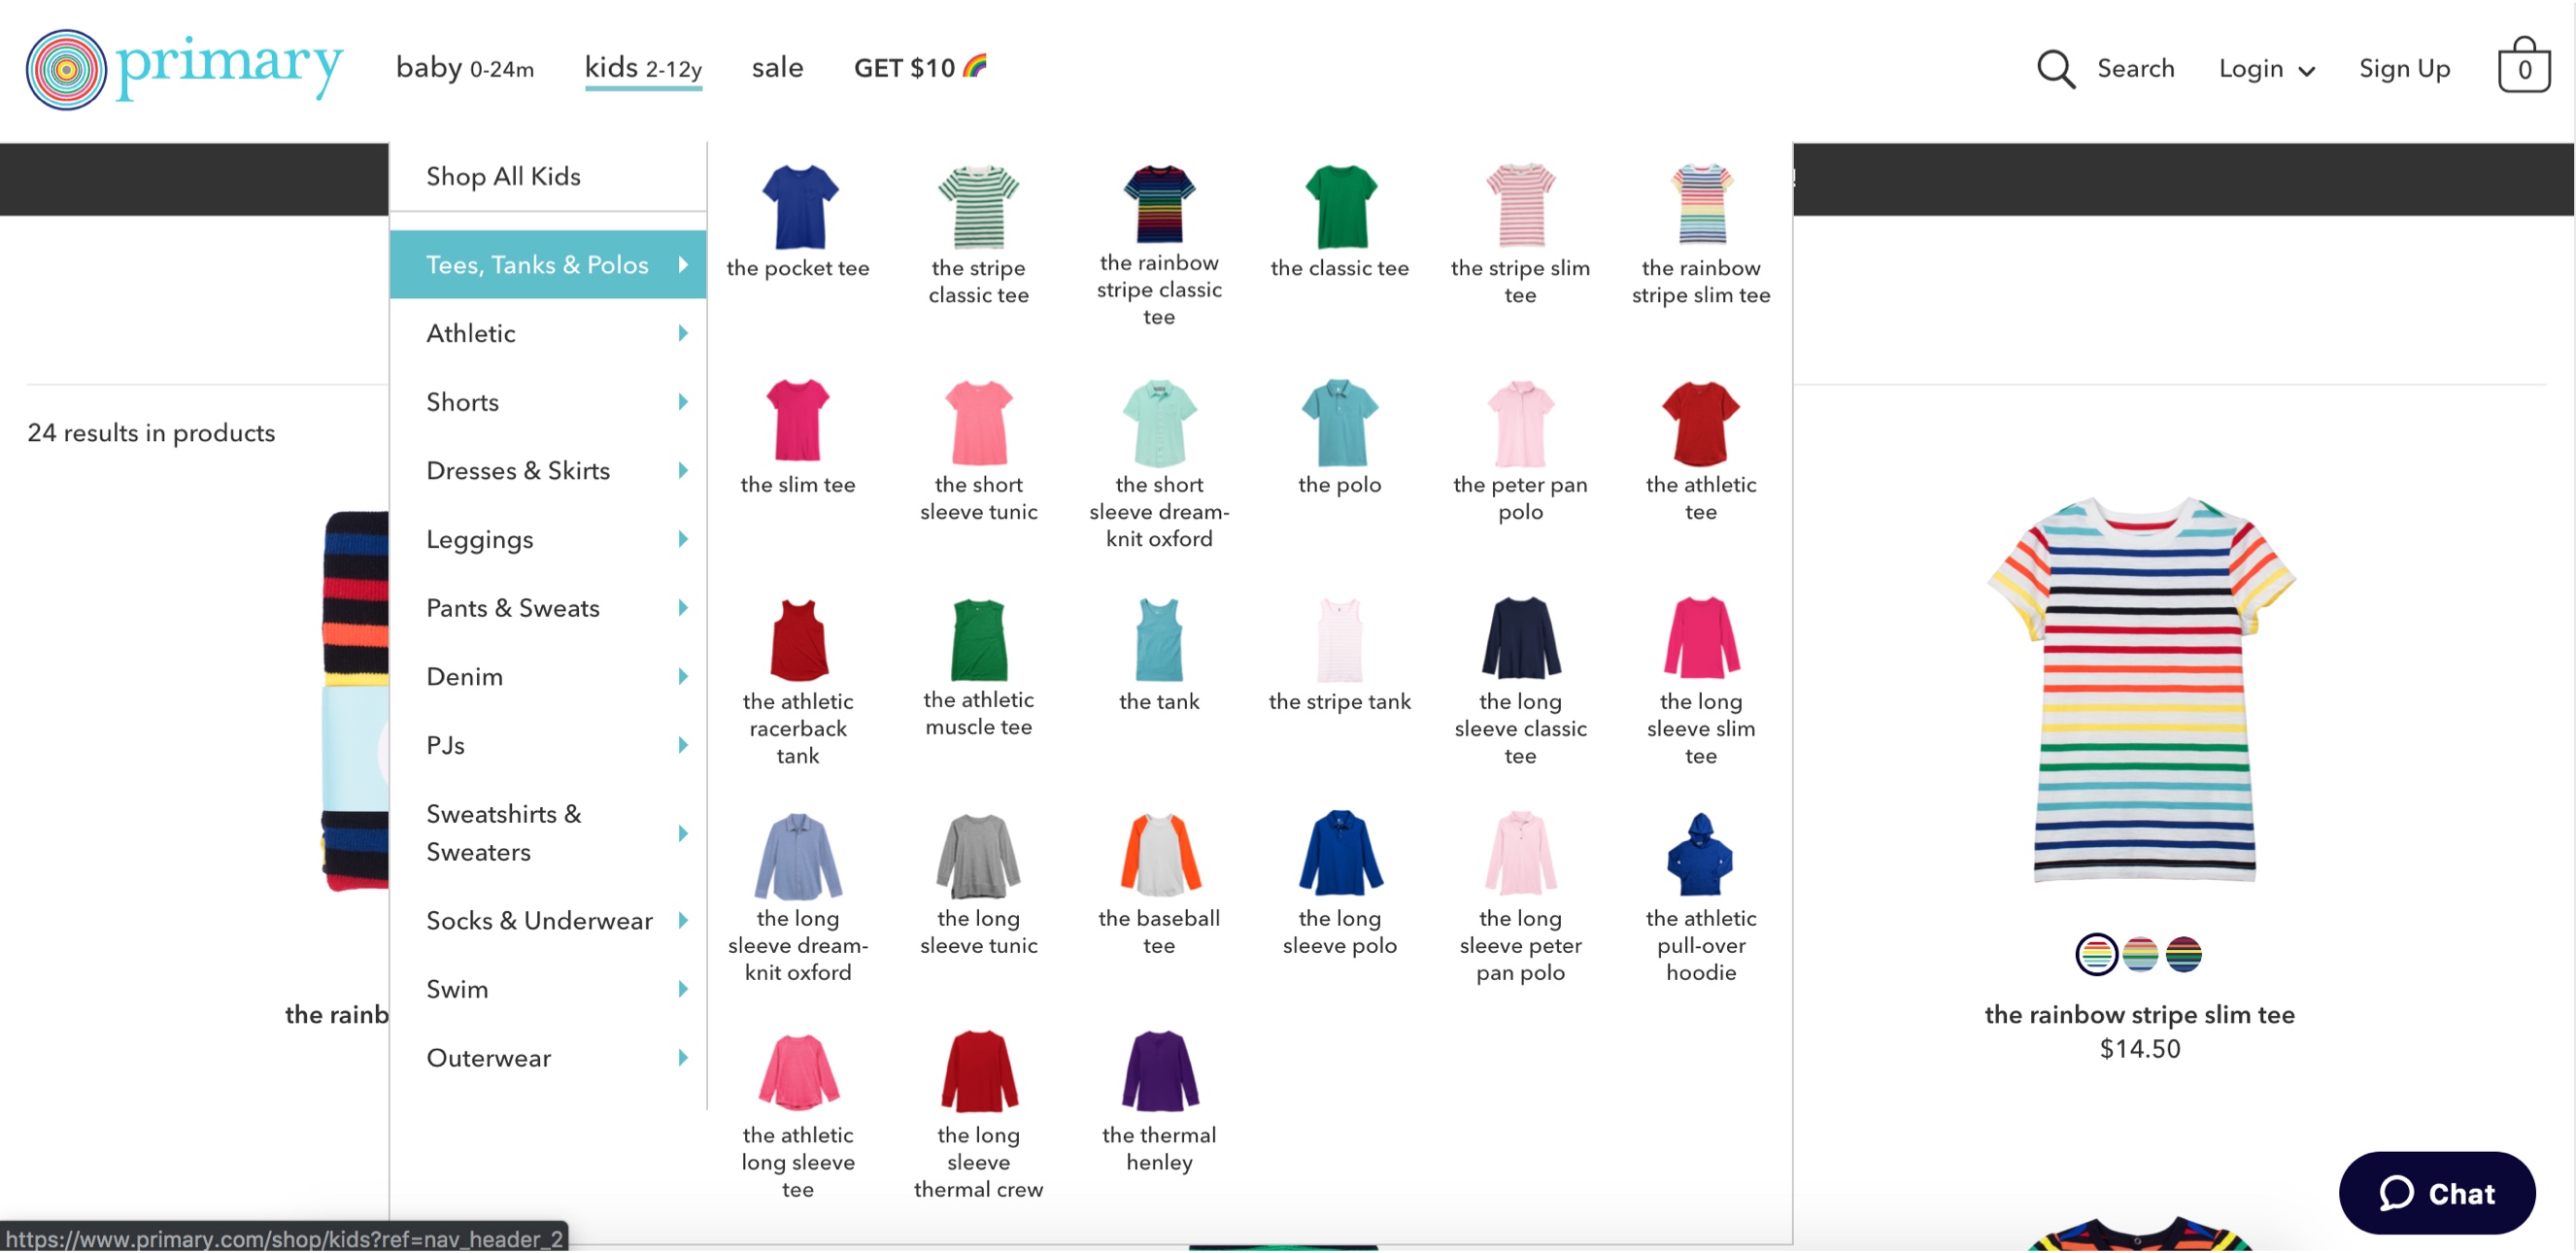 primary
baby 0-24m
kids 2-12y
sale
GET $10
Search
Login
Sign Up
0
!
Shop All Kids
Tees, Tanks & Polos
Athletic
Shorts
Dresses & Skirts
Leggings
Pants & Sweats
Denim
PJs
Sweatshirts &
Sweaters
Socks & Underwear
Swim
Outerwear
the pocket tee
the stripe
classic tee
the rainbow
stripe classic
tee
the classic tee
the stripe slim
tee
the rainbow
stripe slim tee
the slim tee
the short
sleeve tunic
the short
sleeve dream-
knit oxford
the polo
the peter pan
polo
the athletic
tee
the athletic
racerback
tank
the athletic
muscle tee
the tank
the stripe tank
the long
sleeve classic
tee
the long
sleeve slim
tee
the long
sleeve dream-
knit oxford
the long
sleeve tunic
the baseball
tee
the long
sleeve polo
the long
sleeve peter
pan polo
the athletic
pull-over
hoodie
the athletic
long sleeve
tee
the long
sleeve
thermal crew
the thermal
henley
24 results in products
the rainb
the rainbow stripe slim tee
$14.50
Chat
https://www.primary.com/shop/kids?ref=nav_header_2